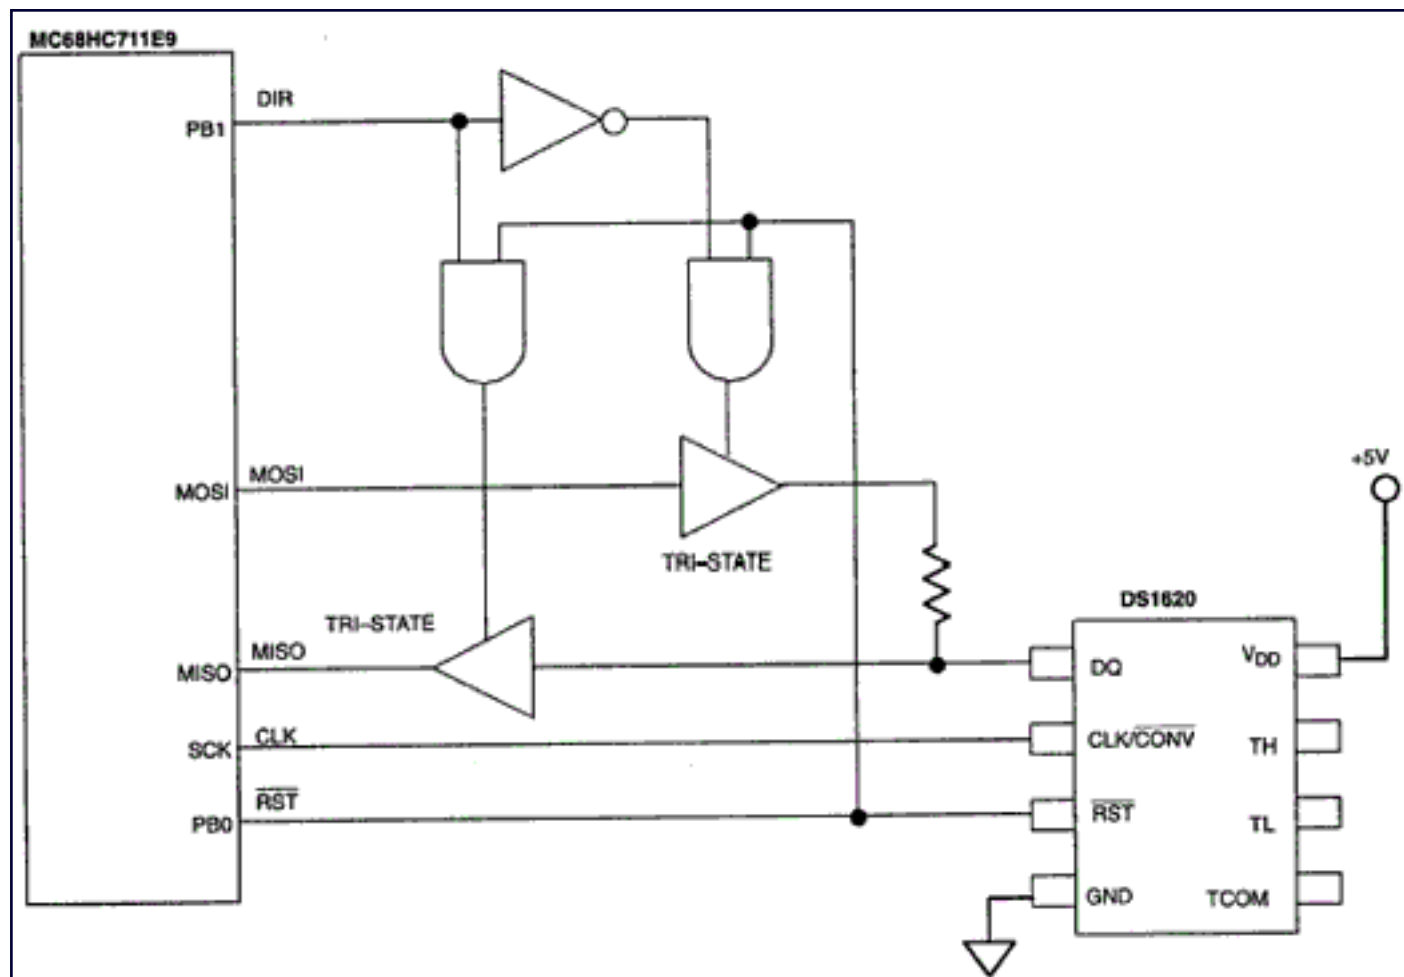 MC68HC711E9
DIR
PB1
MOSI
MOSI
+5V
TRI-STATE
DS1620
TRI-STATE
MISO
MISO
DQ
VDD
CLK
SCK
CLK/CONV
TH
RST
PB0
RST
TL
GND
TCOM